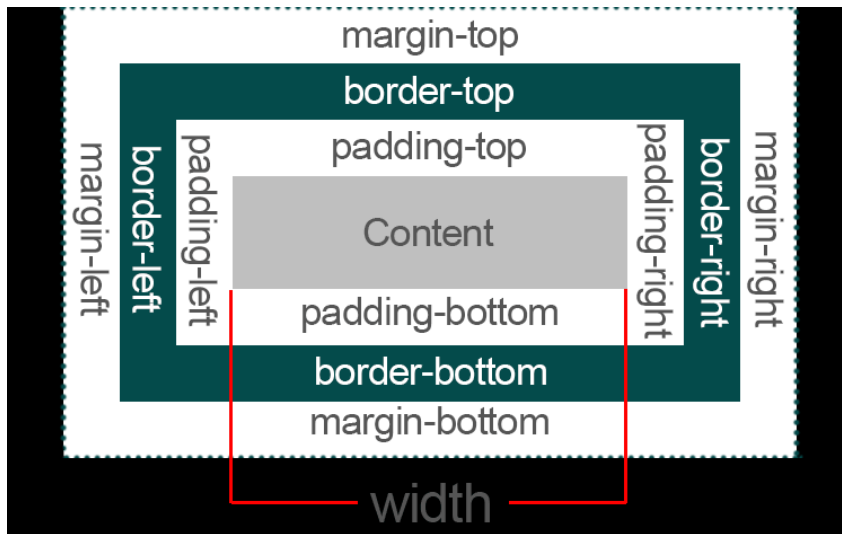 margin-top
border-top
padding-top
margin-left
border-left
padding-left
Content
padding-right
border-right
margin-right
padding-bottom
border-bottom
margin-bottom
width